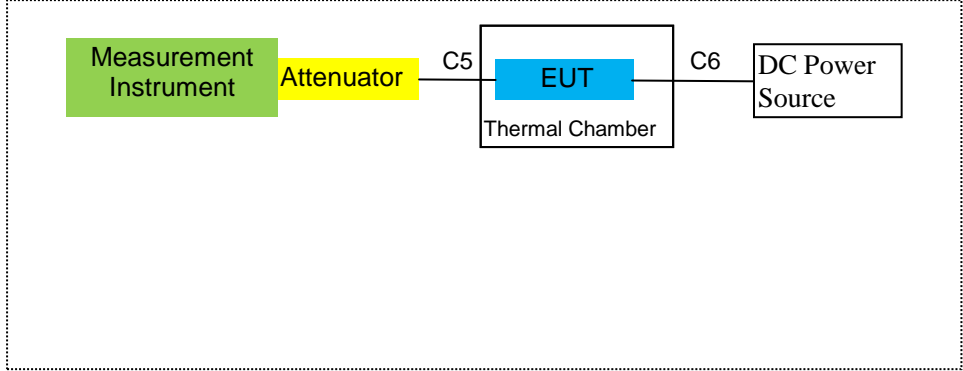 Measurement
Instrument
Attenuator
C5
EUT
Thermal Chamber
C6
DC Power
Source